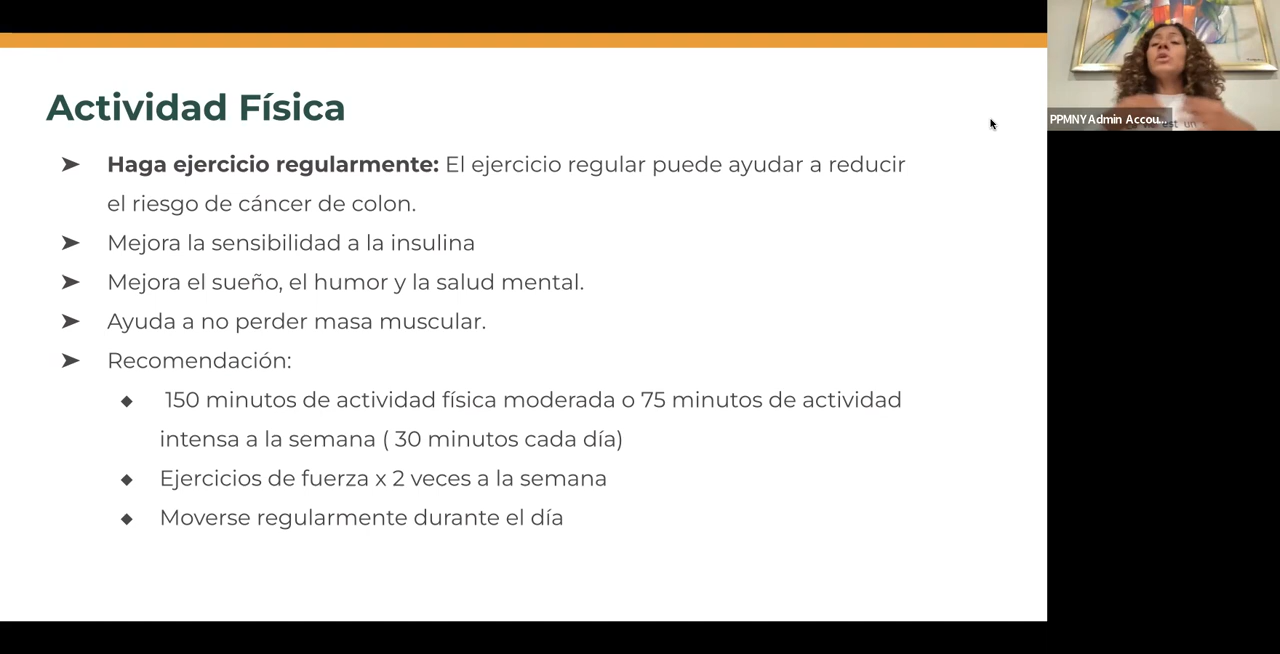 Actividad Física
➤ Haga ejercicio regularmente: El ejercicio regular puede ayudar a reducir
el riesgo de cáncer de colon.
➤ Mejora la sensibilidad a la insulina
➤ Mejora el sueño, el humor y la salud mental.
➤ Ayuda a no perder masa muscular.
➤ Recomendación:
◆ 150 minutos de actividad física moderada o 75 minutos de actividad
intensa a la semana ( 30 minutos cada día)
◆ Ejercicios de fuerza x 2 veces a la semana
◆ Moverse regularmente durante el día
PPMNY Admin Accou...
est un